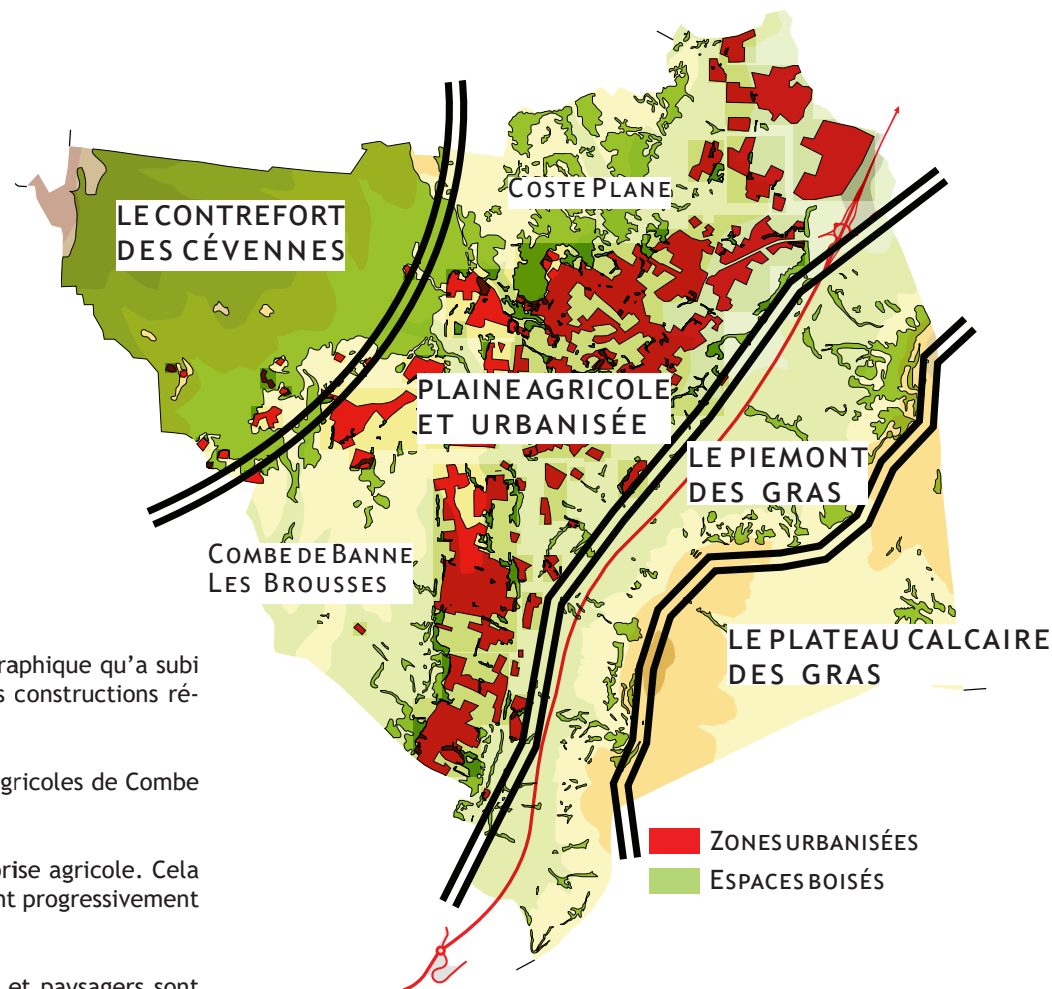 COSTE PLANE
LE CONTREFORT
DES CÉVENNES
PLAINE AGRICOLE
ET URBANISÉE
LE PIEMONT
DES GRAS
COMBE DE BANNE
LES BROUSSES
LE PLATEAU CALCAIRE
DES GRAS
ZONES URBANISÉES
ESPACES BOISÉS
raphique qu’a subi
s constructions ré-
gricoles de Combe
prise agricole. Cela
nt progressivement
et paysagers sont